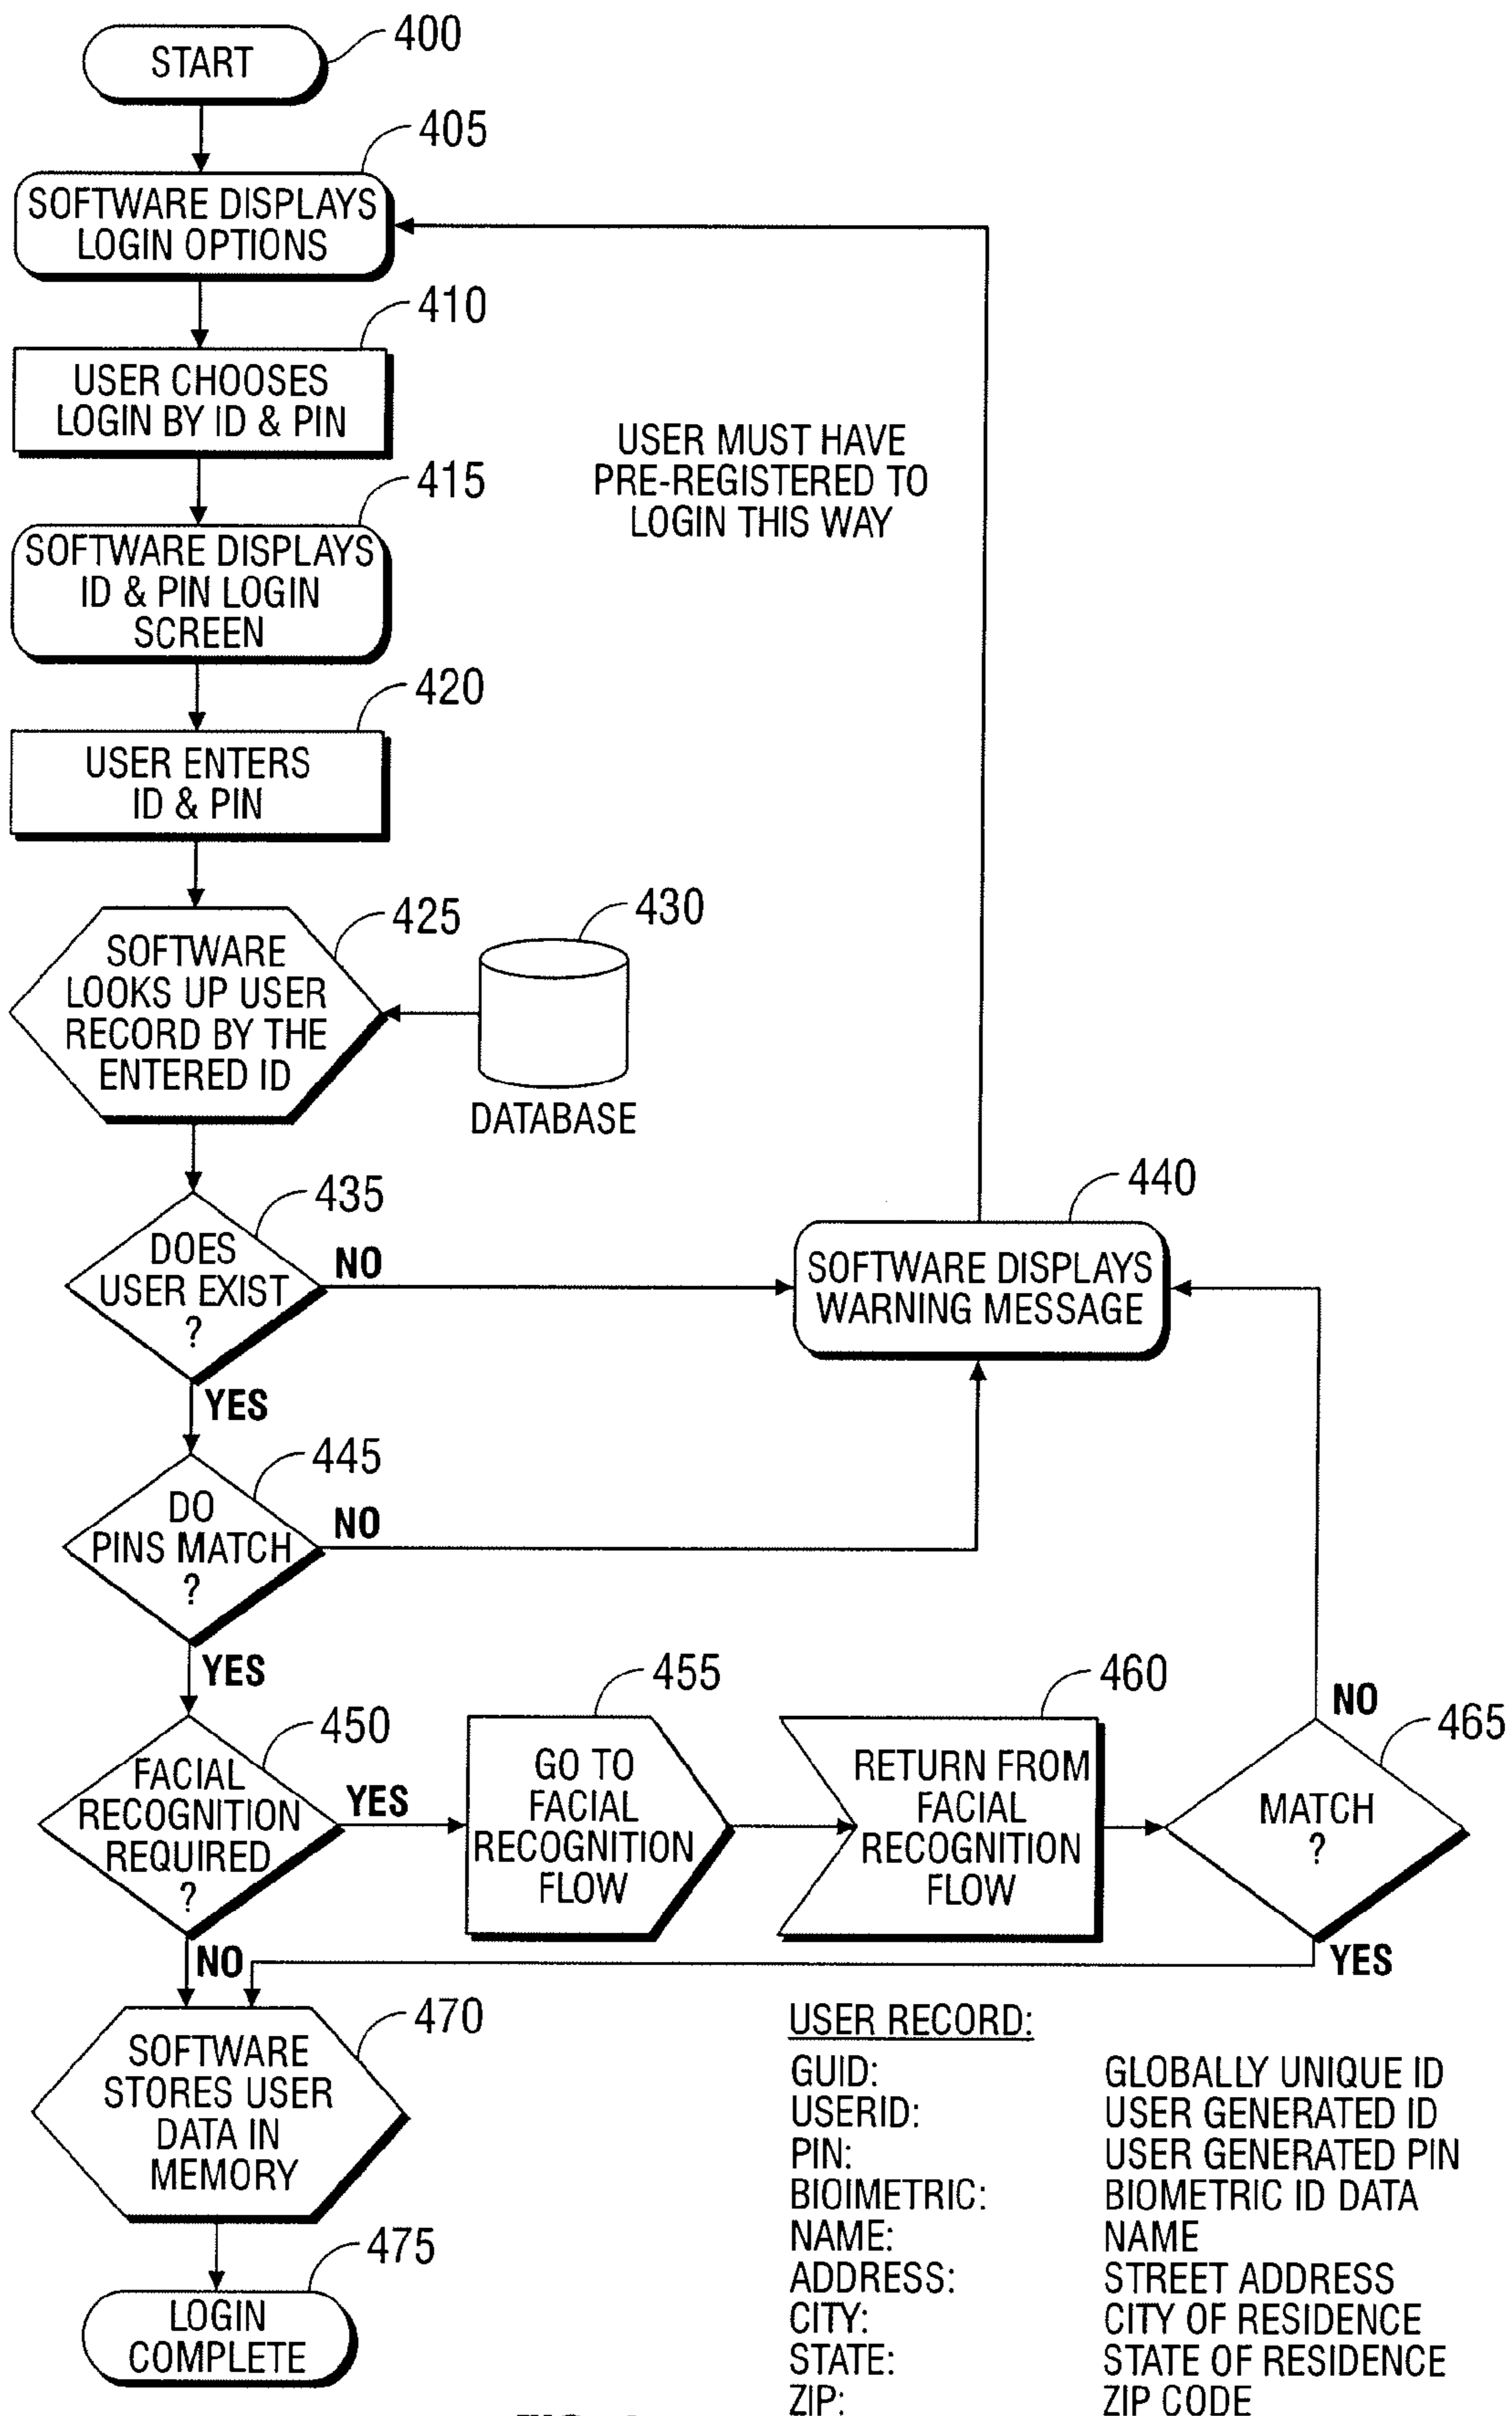 START
400
405
SOFTWARE DISPLAYS
LOGIN OPTIONS
410
USER CHOOSES
LOGIN BY ID & PIN
USER MUST HAVE
PRE-REGISTERED TO
LOGIN THIS WAY
415
SOFTWARE DISPLAYS
ID & PIN LOGIN
SCREEN
420
USER ENTERS
ID & PIN
425
SOFTWARE
LOOKS UP USER
RECORD BY THE
ENTERED ID
430
DATABASE
435
DOES
USER EXIST
?
NO
YES
440
SOFTWARE DISPLAYS
WARNING MESSAGE
445
DO
PINS MATCH
?
NO
YES
450
FACIAL
RECOGNITION
REQUIRED
?
YES
NO
455
GO TO
FACIAL
RECOGNITION
FLOW
460
RETURN FROM
FACIAL
RECOGNITION
FLOW
465
MATCH
?
NO
YES
470
SOFTWARE
STORES USER
DATA IN
MEMORY
475
LOGIN
COMPLETE
USER RECORD:
GUID: GLOBALLY UNIQUE ID
USERID: USER GENERATED ID
PIN: USER GENERATED PIN
BIOIMETRIC: BIOMETRIC ID DATA
NAME: NAME
ADDRESS: STREET ADDRESS
CITY: CITY OF RESIDENCE
STATE: STATE OF RESIDENCE
ZIP: ZIP CODE